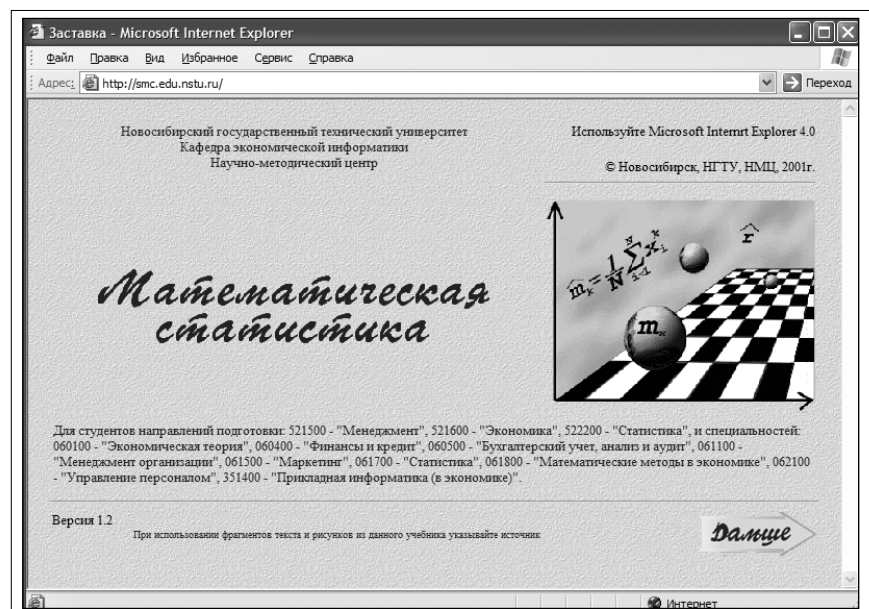 Заставка - Microsoft Internet Explorer
Файл Правка Вид Избранное Сервис Справка
Адрес: http://smc.edu.nstu.ru/ Переход
Новосибирский государственный технический университет
Кафедра экономической информатики
Научно-методический центр
Используйте Microsoft Internrt Explorer 4.0
© Новосибирск, НГТУ, НМЦ, 2001г.
Математическая
статистика
m̂ₖ = 1/N ∑ᵢ₌₁ᴺ xᵢᵏ
r̂
mₖ
Для студентов направлений подготовки: 521500 - "Менеджмент", 521600 - "Экономика", 522200 - "Статистика", и специальностей:
060100 - "Экономическая теория", 060400 - "Финансы и кредит", 060500 - "Бухгалтерский учет, анализ и аудит", 061100 -
"Менеджмент организации", 061500 - "Маркетинг", 061700 - "Статистика", 061800 - "Математические методы в экономике", 062100
- "Управление персоналом", 351400 - "Прикладная информатика (в экономике)".
Версия 1.2
При использовании фрагментов текста и рисунков из данного учебника указывайте источник
Дальше
Интернет